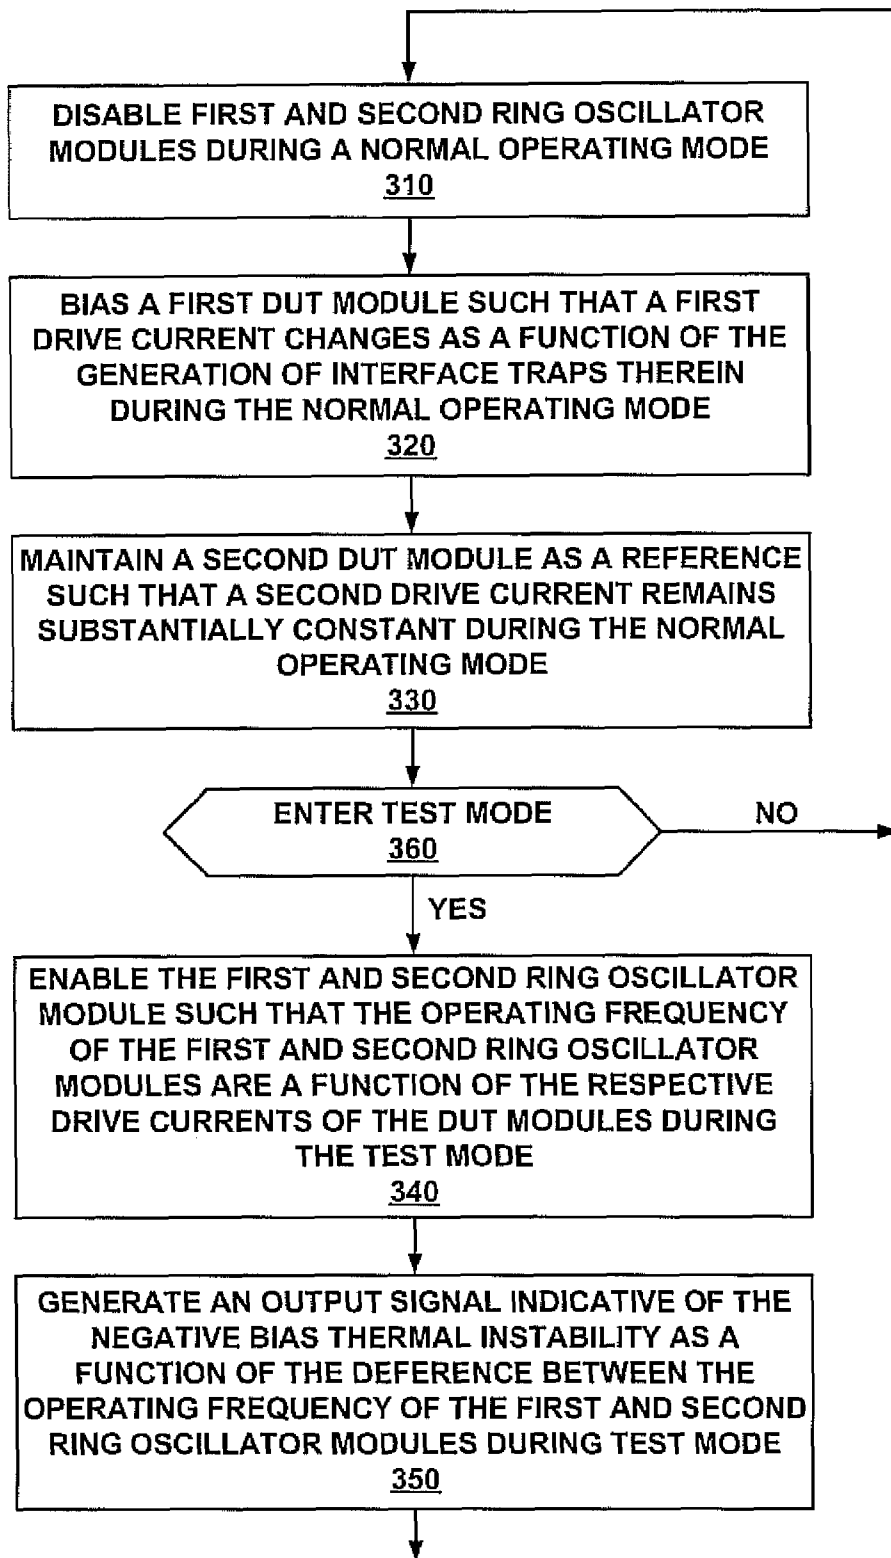 DISABLE FIRST AND SECOND RING OSCILLATOR
MODULES DURING A NORMAL OPERATING MODE
310
BIAS A FIRST DUT MODULE SUCH THAT A FIRST
DRIVE CURRENT CHANGES AS A FUNCTION OF THE
GENERATION OF INTERFACE TRAPS THEREIN
DURING THE NORMAL OPERATING MODE
320
MAINTAIN A SECOND DUT MODULE AS A REFERENCE
SUCH THAT A SECOND DRIVE CURRENT REMAINS
SUBSTANTIALLY CONSTANT DURING THE NORMAL
OPERATING MODE
330
ENTER TEST MODE
360
NO
YES
ENABLE THE FIRST AND SECOND RING OSCILLATOR
MODULE SUCH THAT THE OPERATING FREQUENCY
OF THE FIRST AND SECOND RING OSCILLATOR
MODULES ARE A FUNCTION OF THE RESPECTIVE
DRIVE CURRENTS OF THE DUT MODULES DURING
THE TEST MODE
340
GENERATE AN OUTPUT SIGNAL INDICATIVE OF THE
NEGATIVE BIAS THERMAL INSTABILITY AS A
FUNCTION OF THE DEFERENCE BETWEEN THE
OPERATING FREQUENCY OF THE FIRST AND SECOND
RING OSCILLATOR MODULES DURING TEST MODE
350